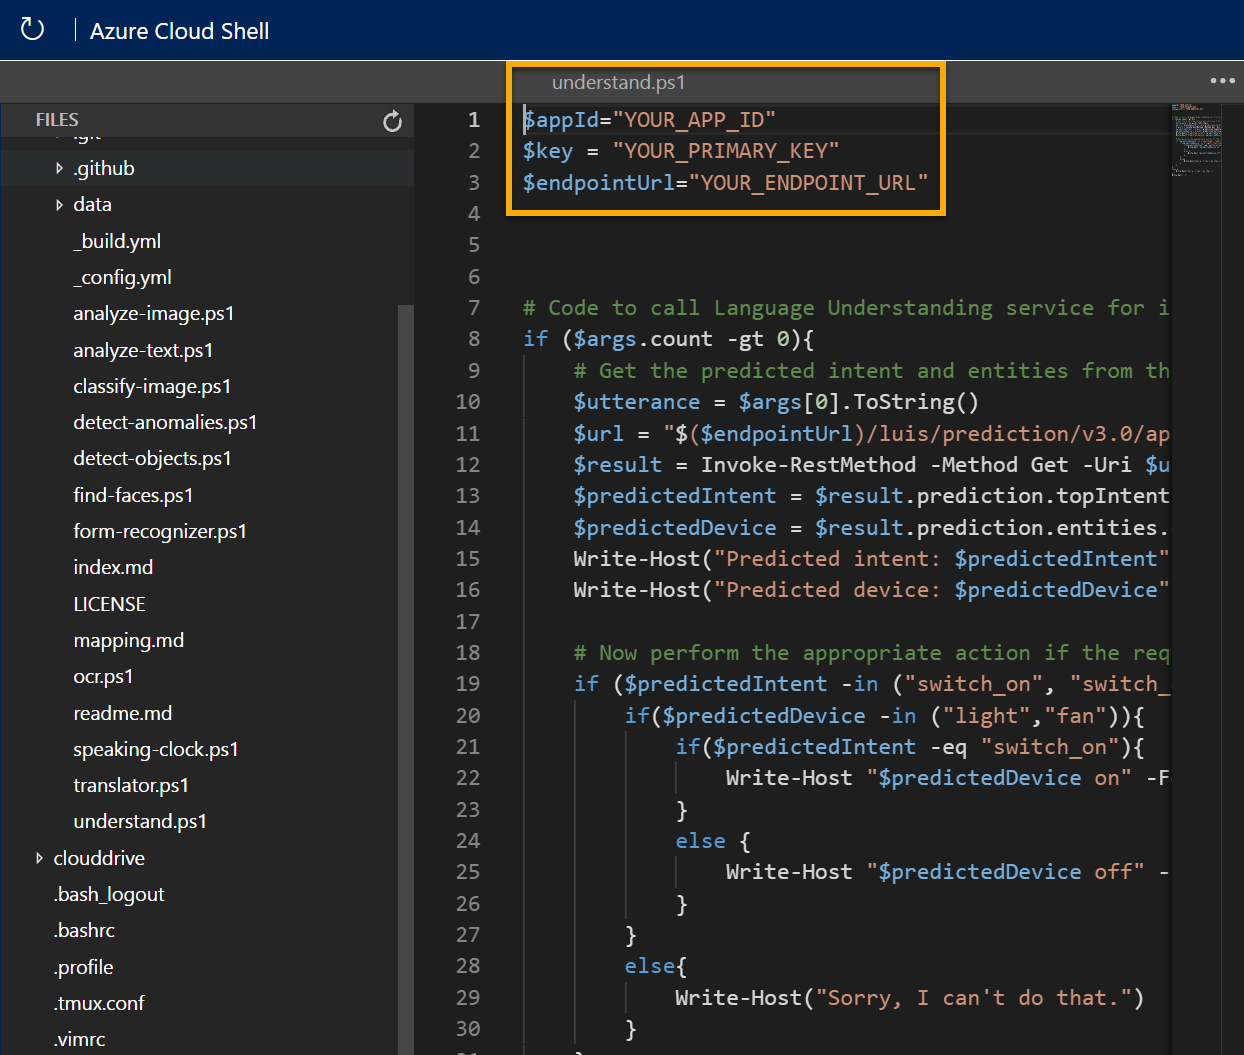 Azure Cloud Shell
understand.ps1
FILES
.github
data
_build.yml
_config.yml
analyze-image.ps1
analyze-text.ps1
classify-image.ps1
detect-anomalies.ps1
detect-objects.ps1
find-faces.ps1
form-recognizer.ps1
index.md
LICENSE
mapping.md
ocr.ps1
readme.md
speaking-clock.ps1
translator.ps1
understand.ps1
clouddrive
.bash_logout
.bashrc
.profile
.tmux.conf
.vimrc
1 $appId="YOUR_APP_ID"
2 $key = "YOUR_PRIMARY_KEY"
3 $endpointUrl="YOUR_ENDPOINT_URL"
4
5
6
7 # Code to call Language Understanding service for i
8 if ($args.count -gt 0){
9 # Get the predicted intent and entities from th
10 $utterance = $args[0].ToString()
11 $url = "$($endpointUrl)/luis/prediction/v3.0/ap
12 $result = Invoke-RestMethod -Method Get -Uri $u
13 $predictedIntent = $result.prediction.topIntent
14 $predictedDevice = $result.prediction.entities.
15 Write-Host("Predicted intent: $predictedIntent"
16 Write-Host("Predicted device: $predictedDevice"
17
18 # Now perform the appropriate action if the req
19 if ($predictedIntent -in ("switch_on", "switch_
20 if($predictedDevice -in ("light","fan")){
21 if($predictedIntent -eq "switch_on"){
22 Write-Host "$predictedDevice on" -F
23 }
24 else {
25 Write-Host "$predictedDevice off" -
26 }
27 }
28 else{
29 Write-Host("Sorry, I can't do that.")
30 }